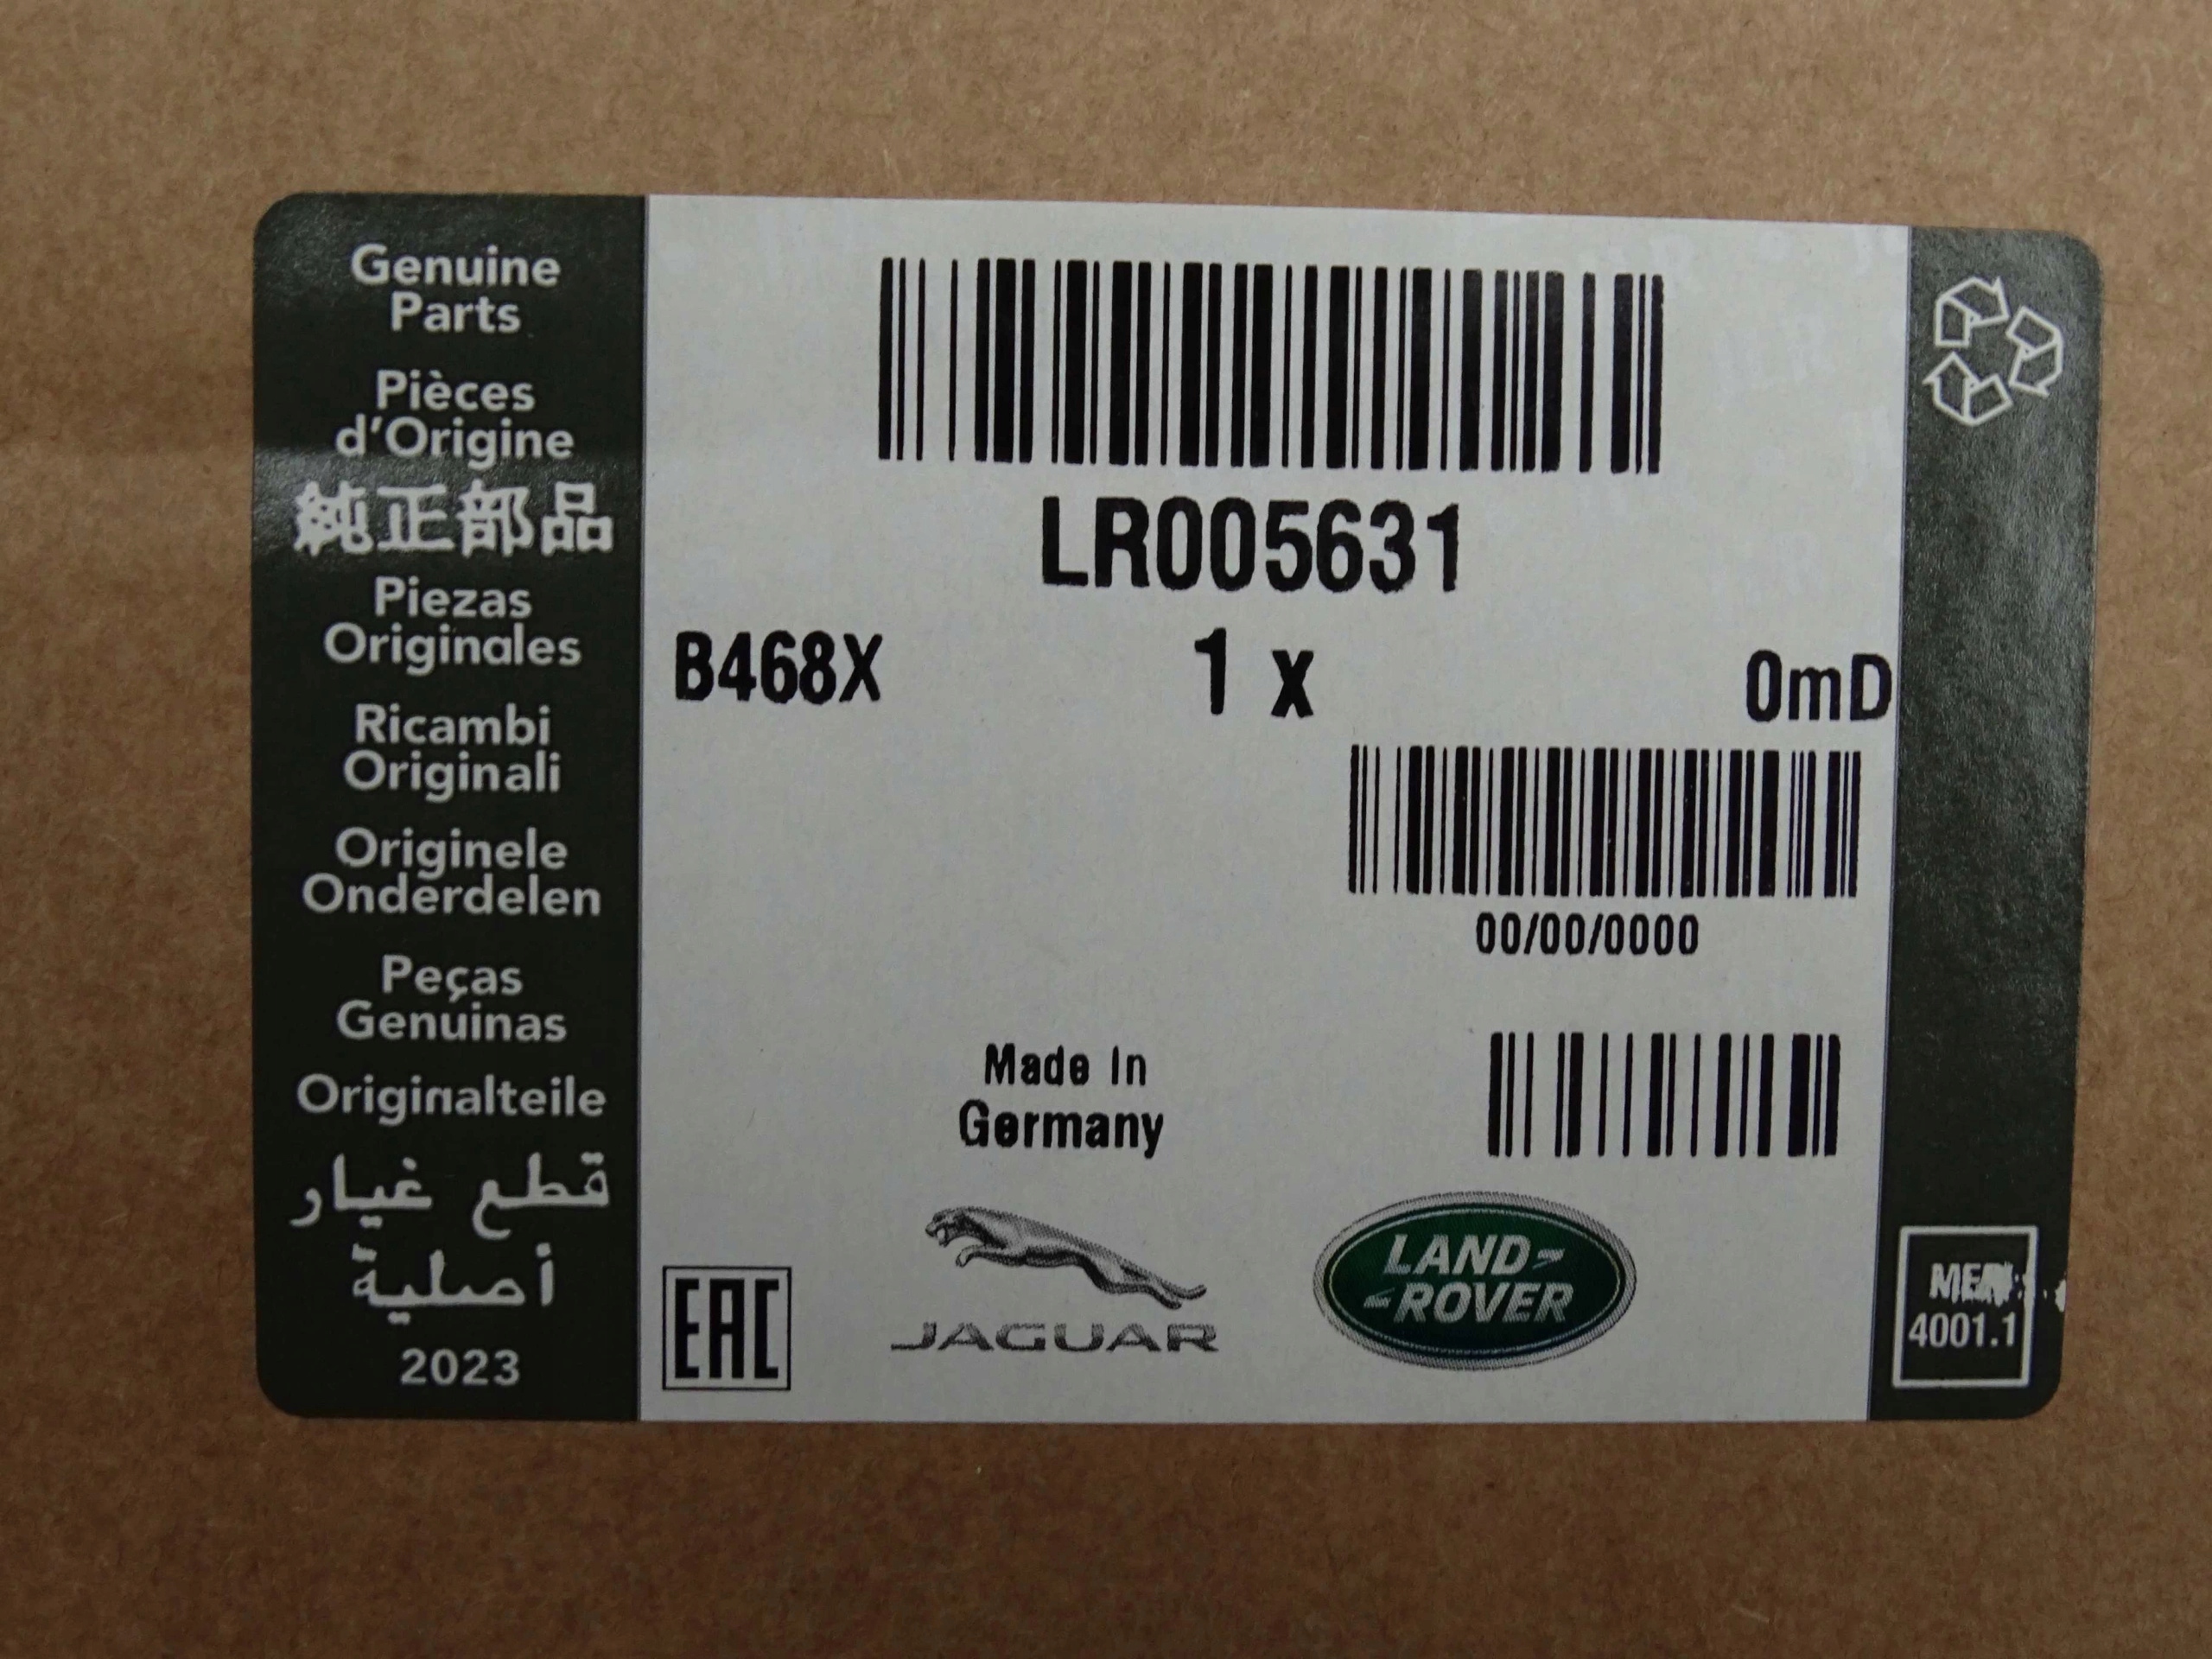 Genuine
Parts
Pièces
d'Origine
純正部品
Piezas
Originales
Ricambi
Originali
Originele
Onderdelen
Peças
Genuinas
Originalteile
قطع غيار
أصلية
2023
LR005631
B468X 1 x 0mD
00/00/0000
Made In
Germany
EAC
JAGUAR
LAND-
-ROVER
4001.1